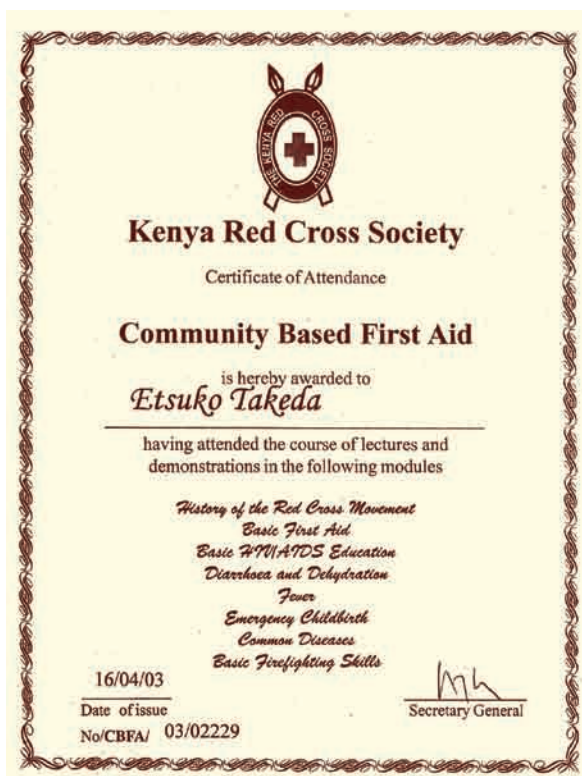 THE KENYA RED CROSS SOCIETY
Kenya Red Cross Society
Certificate of Attendance
Community Based First Aid
is hereby awarded to
Etsuko Takeda
having attended the course of lectures and
demonstrations in the following modules
History of the Red Cross Movement
Basic First Aid
Basic HIV/AIDS Education
Diarrhoea and Dehydration
Fever
Emergency Childbirth
Common Diseases
Basic Firefighting Skills
16/04/03
Date of issue
Secretary General
No/CBFA/ 03/02229